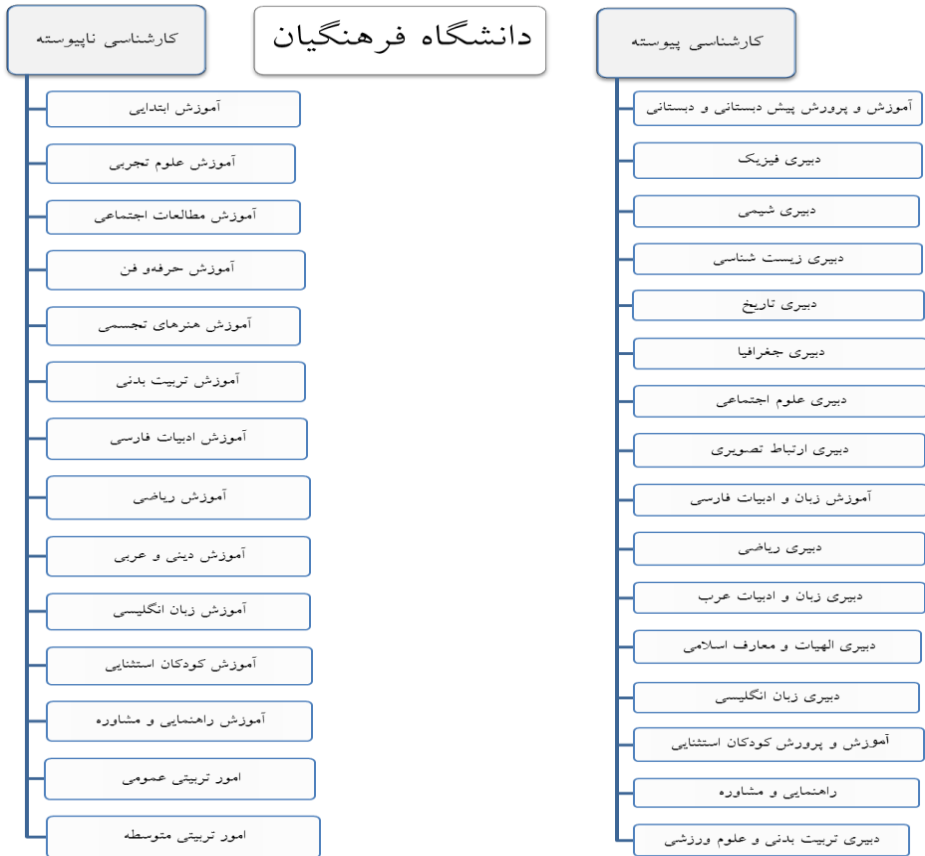 دانشگاه فرهنگیان
کارشناسی پیوسته
آموزش و پرورش پیش دبستانی و دبستانی
دبیری فیزیک
دبیری شیمی
دبیری زیست شناسی
دبیری تاریخ
دبیری جغرافیا
دبیری علوم اجتماعی
دبیری ارتباط تصویری
آموزش زبان و ادبیات فارسی
دبیری ریاضی
دبیری زبان و ادبیات عرب
دبیری الهیات و معارف اسلامی
دبیری زبان انگلیسی
آموزش و پرورش کودکان استثنایی
راهنمایی و مشاوره
دبیری تربیت بدنی و علوم ورزشی
کارشناسی ناپیوسته
آموزش ابتدایی
آموزش علوم تجربی
آموزش مطالعات اجتماعی
آموزش حرفه‌و فن
آموزش هنرهای تجسمی
آموزش تربیت بدنی
آموزش ادبیات فارسی
آموزش ریاضی
آموزش دینی و عربی
آموزش زبان انگلیسی
آموزش کودکان استثنایی
آموزش راهنمایی و مشاوره
امور تربیتی عمومی
امور تربیتی متوسطه